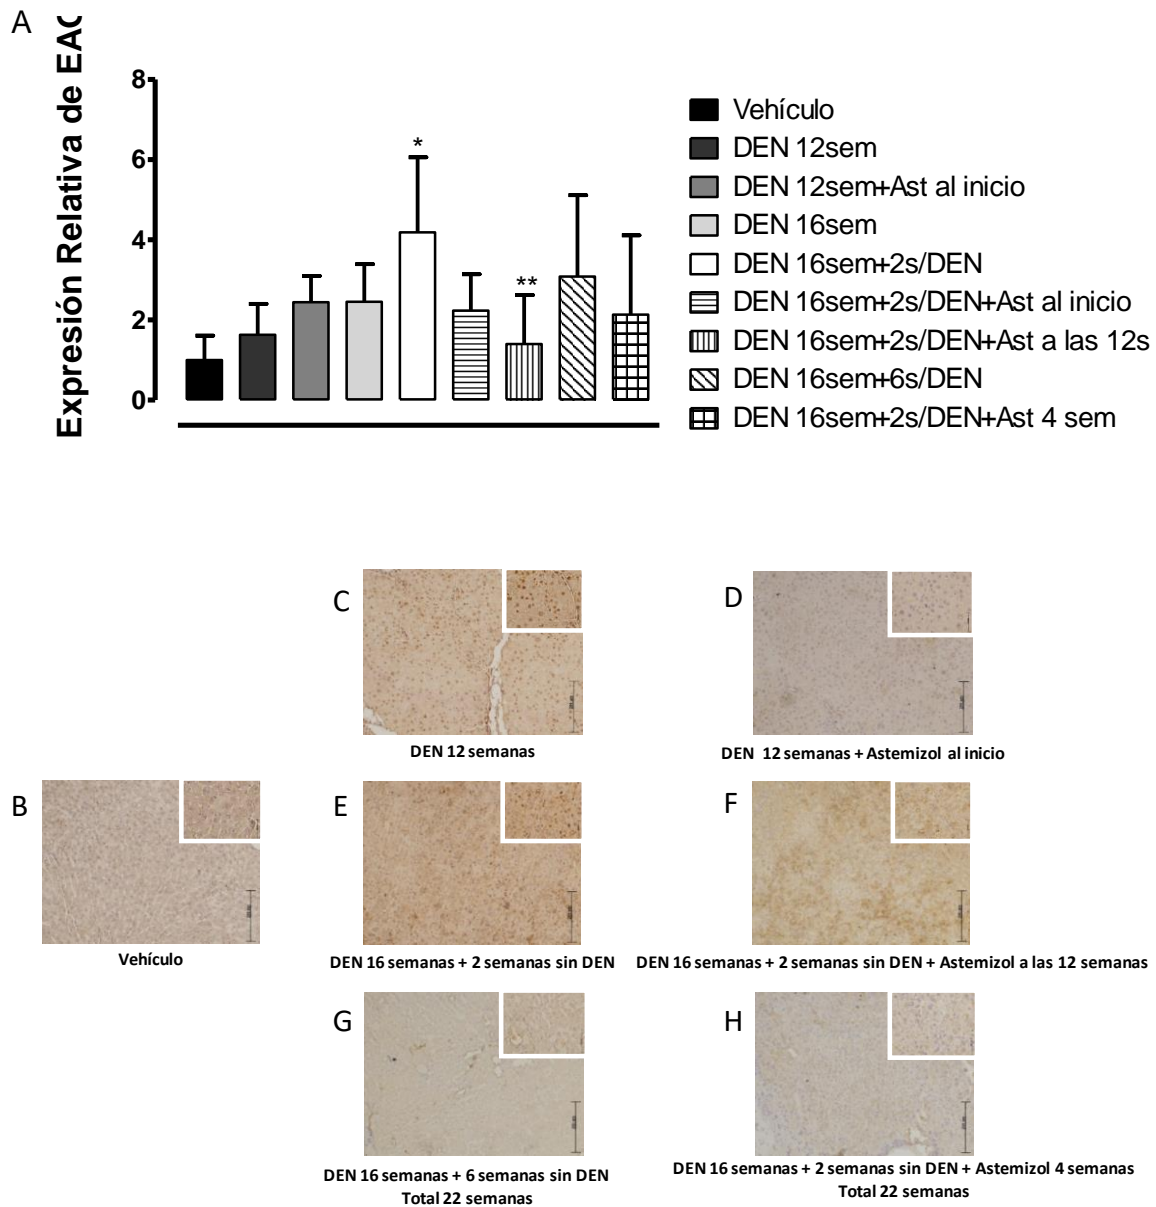 A
Expresión Relativa de EAG
8
6
4
2
0
*
**
Vehículo
DEN 12sem
DEN 12sem+Ast al inicio
DEN 16sem
DEN 16sem+2s/DEN
DEN 16sem+2s/DEN+Ast al inicio
DEN 16sem+2s/DEN+Ast a las 12s
DEN 16sem+6s/DEN
DEN 16sem+2s/DEN+Ast 4 sem
C
DEN 12 semanas
D
DEN 12 semanas + Astemizol al inicio
B
Vehículo
E
DEN 16 semanas + 2 semanas sin DEN
F
DEN 16 semanas + 2 semanas sin DEN + Astemizol a las 12 semanas
G
DEN 16 semanas + 6 semanas sin DEN
Total 22 semanas
H
DEN 16 semanas + 2 semanas sin DEN + Astemizol 4 semanas
Total 22 semanas